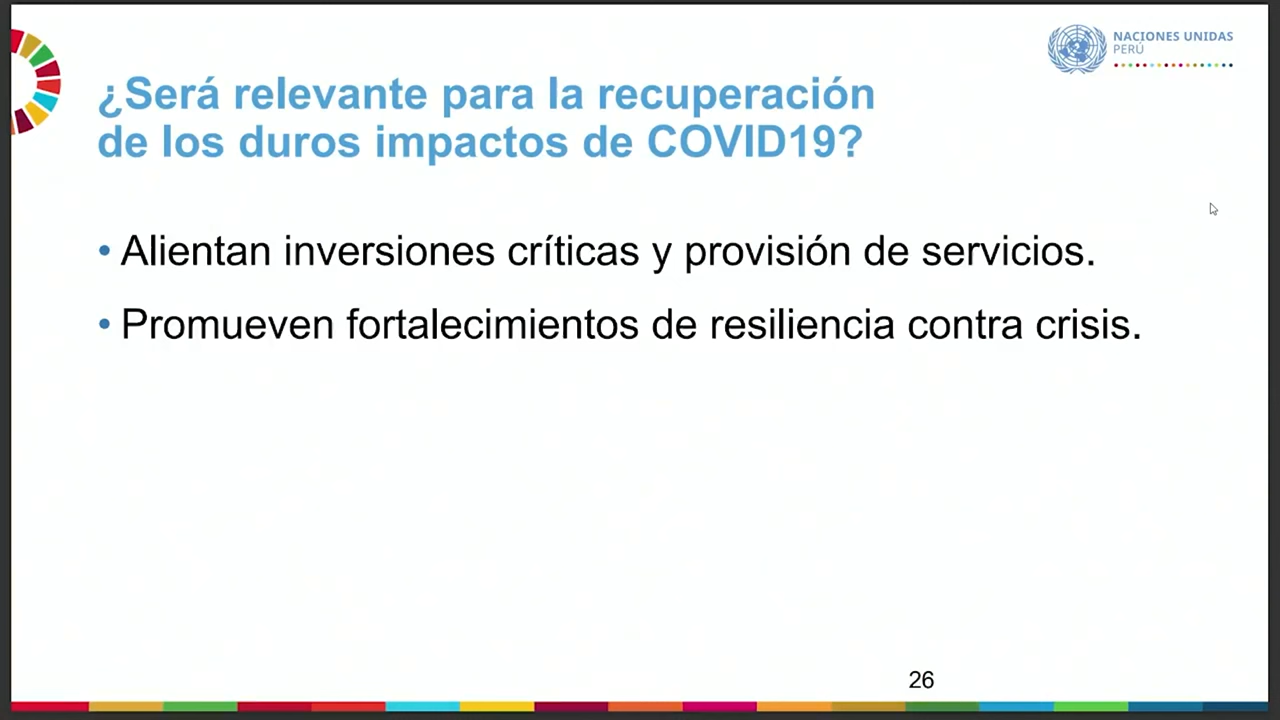 NACIONES UNIDAS
PERÚ
¿Será relevante para la recuperación
de los duros impactos de COVID19?
• Alientan inversiones críticas y provisión de servicios.
• Promueven fortalecimientos de resiliencia contra crisis.
26